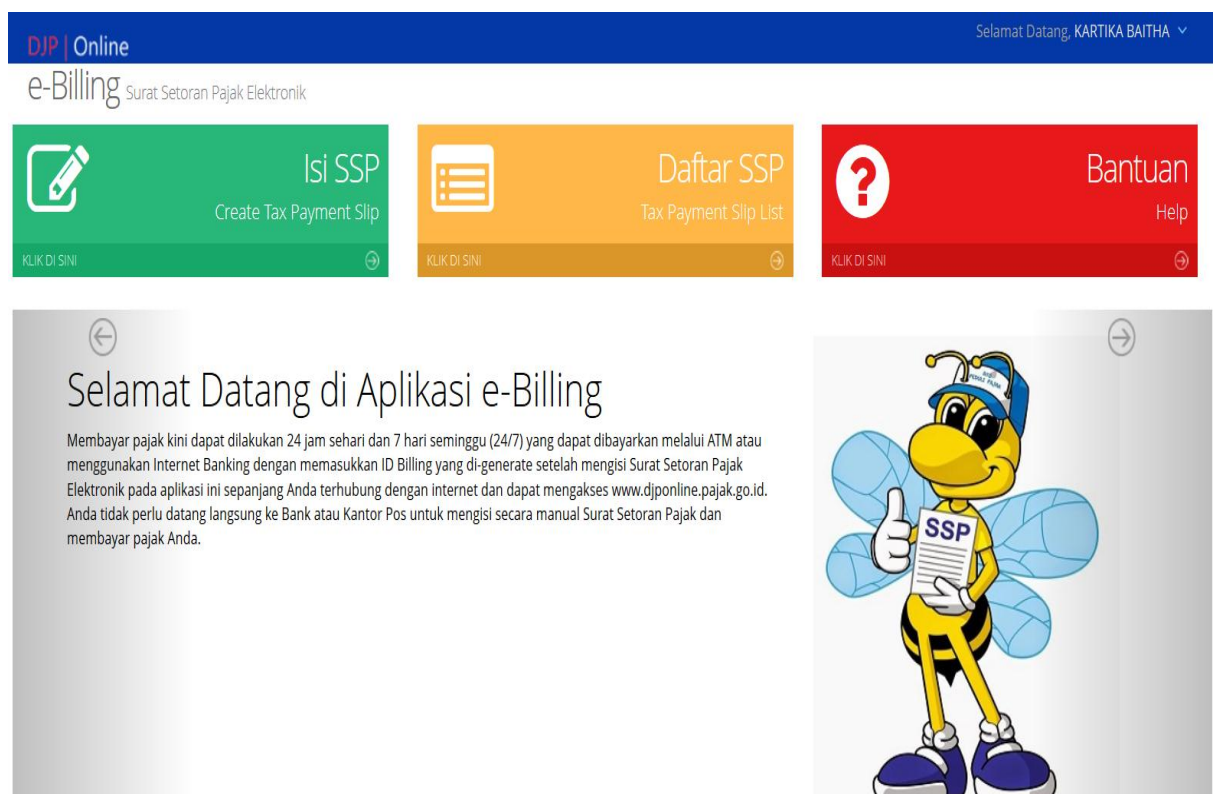 Selamat Datang, KARTIKA BAITHA
DJP | Online
e-Billing Surat Setoran Pajak Elektronik
Isi SSP
Create Tax Payment Slip
KLIK DI SINI
Daftar SSP
Tax Payment Slip List
KLIK DI SINI
Bantuan
Help
KLIK DI SINI
Selamat Datang di Aplikasi e-Billing
Membayar pajak kini dapat dilakukan 24 jam sehari dan 7 hari seminggu (24/7) yang dapat dibayarkan melalui ATM atau
menggunakan Internet Banking dengan memasukkan ID Billing yang di-generate setelah mengisi Surat Setoran Pajak
Elektronik pada aplikasi ini sepanjang Anda terhubung dengan internet dan dapat mengakses www.djponline.pajak.go.id.
Anda tidak perlu datang langsung ke Bank atau Kantor Pos untuk mengisi secara manual Surat Setoran Pajak dan
membayar pajak Anda.
PEDULI PAJAK
SSP